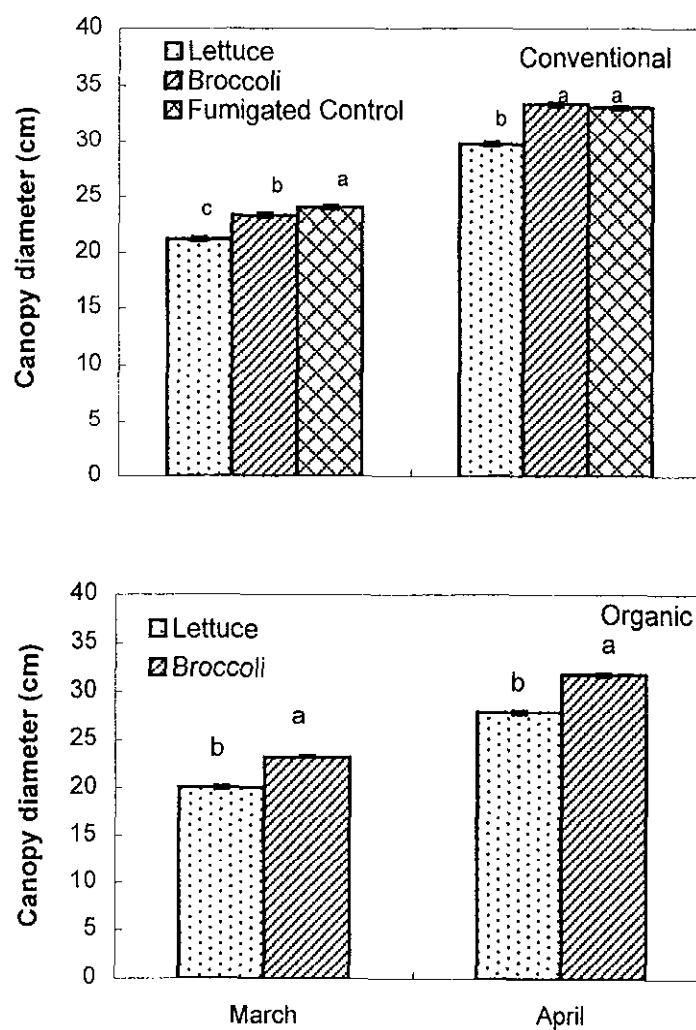 40
35
30
25
20
15
10
5
0
Canopy diameter (cm)
Lettuce
Broccoli
Fumigated Control
Conventional
c
b
a
b
a
a
40
35
30
25
20
15
10
5
0
Canopy diameter (cm)
Lettuce
Broccoli
Organic
b
a
b
a
March
April